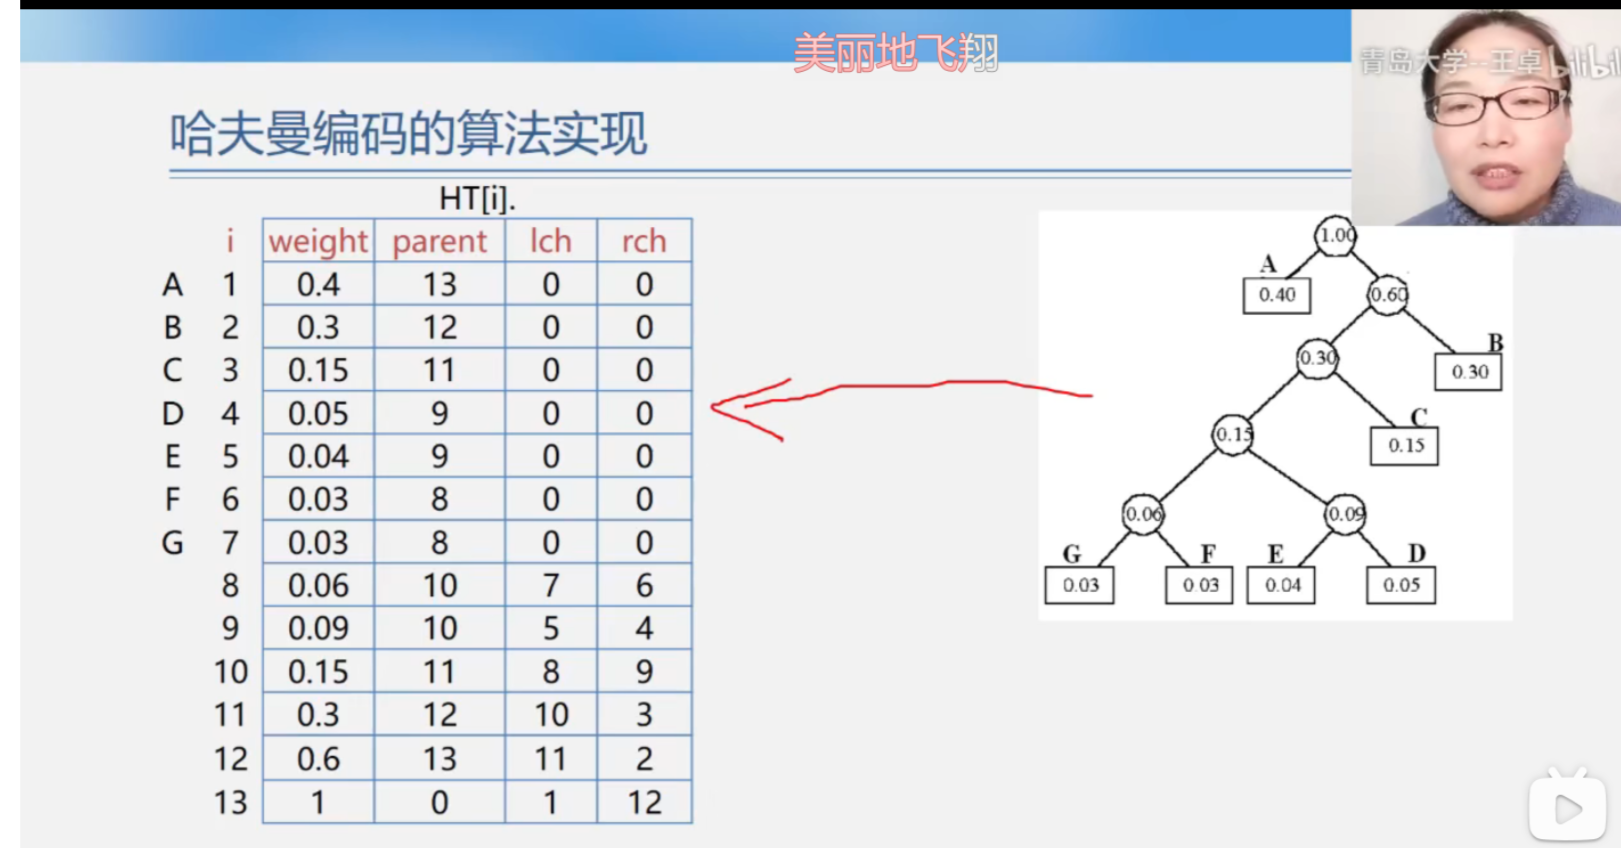 美丽地飞翔
青岛大学--王卓 bilibil
哈夫曼编码的算法实现
HT[i].
i weight parent lch rch
A 1 0.4 13 0 0
B 2 0.3 12 0 0
C 3 0.15 11 0 0
D 4 0.05 9 0 0
E 5 0.04 9 0 0
F 6 0.03 8 0 0
G 7 0.03 8 0 0
8 0.06 10 7 6
9 0.09 10 5 4
10 0.15 11 8 9
11 0.3 12 10 3
12 0.6 13 11 2
13 1 0 1 12
1.00
A
0.40 0.60
0.30 B
0.30
C
0.15 0.15
0.06 0.09
G F E D
0.03 0.03 0.04 0.05